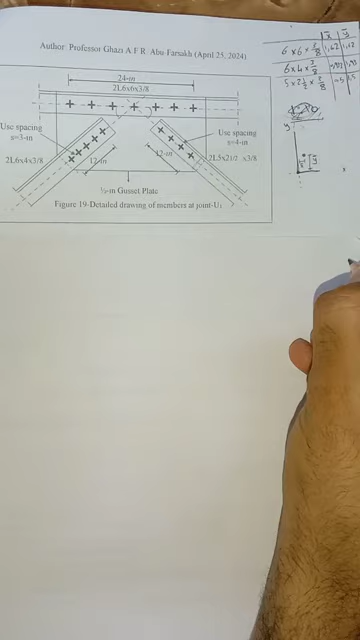 Author: Professor Ghazi A F R Abu-Farsakh (April 25, 2024)
24-in
2L6x6x3/8
Use spacing
s=3-in
Use spacing
s=4-in
2L6x4x3/8
12-in
12-in
2L5x21/2 x3/8
½-in Gusset Plate
Figure 19-Detailed drawing of members at joint-U₁
x̄ ȳ
6 x 6 x 3/8 1,62 1,62
6 x 4 x 3/8
5 x 2 1/2 x 3/8
y
ȳ